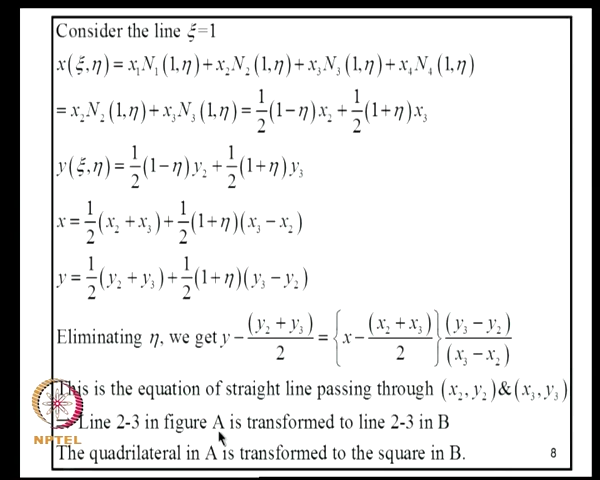 Consider the line ξ=1
x(ξ,η) = x₁N₁(1,η) + x₂N₂(1,η) + x₃N₃(1,η) + x₄N₄(1,η)
= x₂N₂(1,η) + x₃N₃(1,η) = 1/2 (1−η)x₂ + 1/2 (1+η)x₃
y(ξ,η) = 1/2 (1−η)y₂ + 1/2 (1+η)y₃
x = 1/2 (x₂ + x₃) + 1/2 (1+η)(x₃ − x₂)
y = 1/2 (y₂ + y₃) + 1/2 (1+η)(y₃ − y₂)
Eliminating η, we get y − (y₂ + y₃)/2 = {x − (x₂ + x₃)/2} (y₃ − y₂)/(x₃ − x₂)
This is the equation of straight line passing through (x₂, y₂)&(x₃, y₃)
Line 2-3 in figure A is transformed to line 2-3 in B
The quadrilateral in A is transformed to the square in B.
NPTEL
8